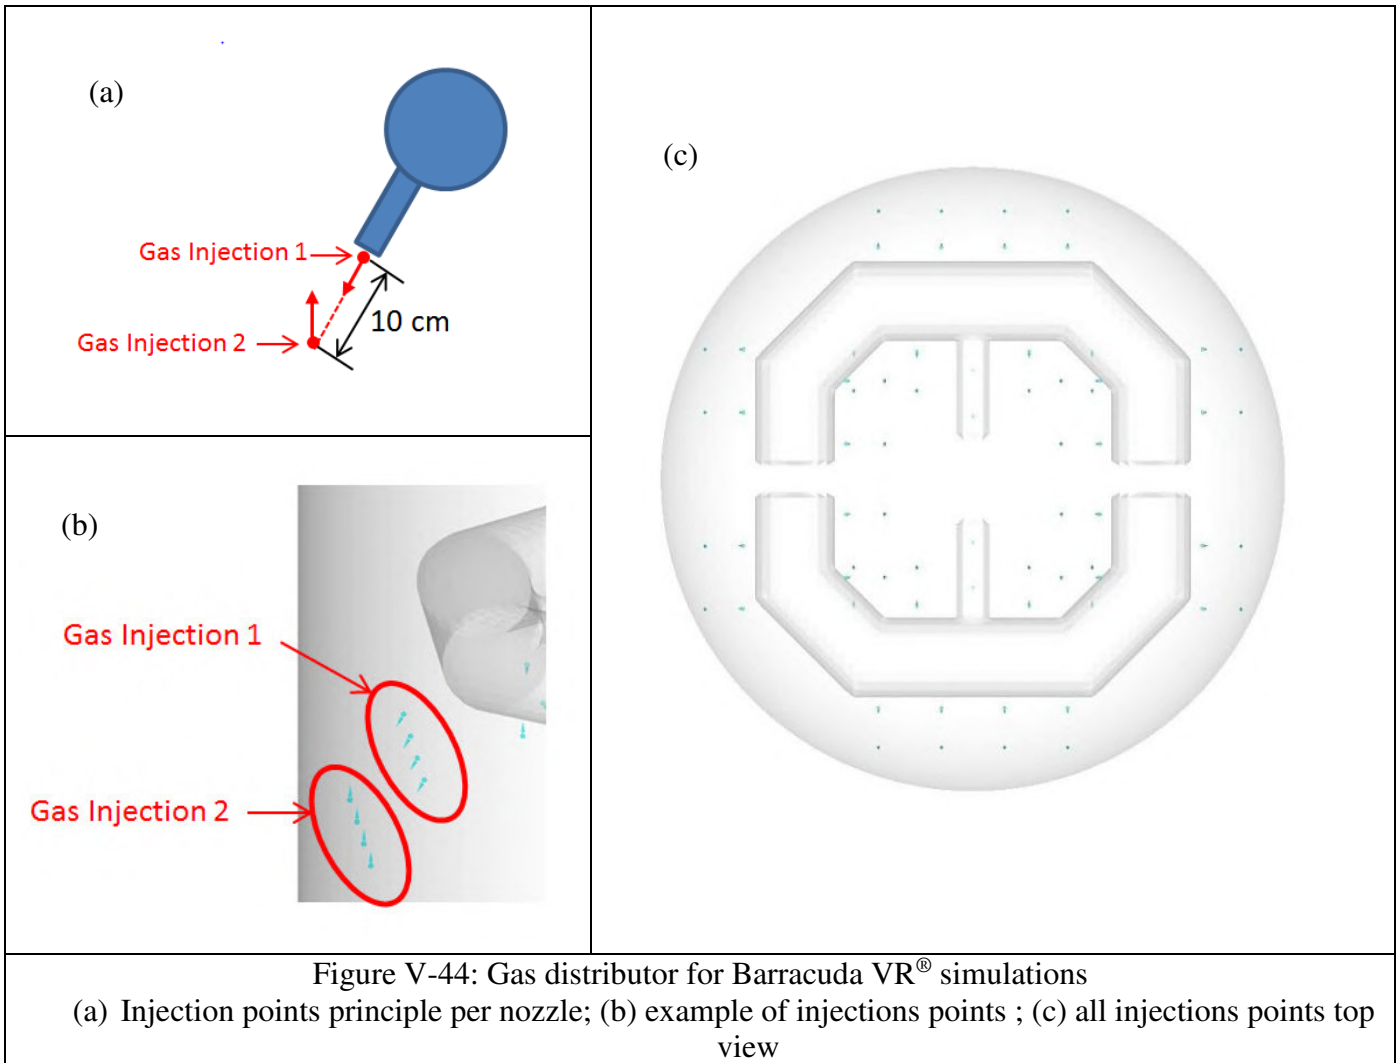 (a)
Gas Injection 1
10 cm
Gas Injection 2
(b)
Gas Injection 1
Gas Injection 2
(c)
Figure V-44: Gas distributor for Barracuda VR® simulations
(a) Injection points principle per nozzle; (b) example of injections points ; (c) all injections points top
view